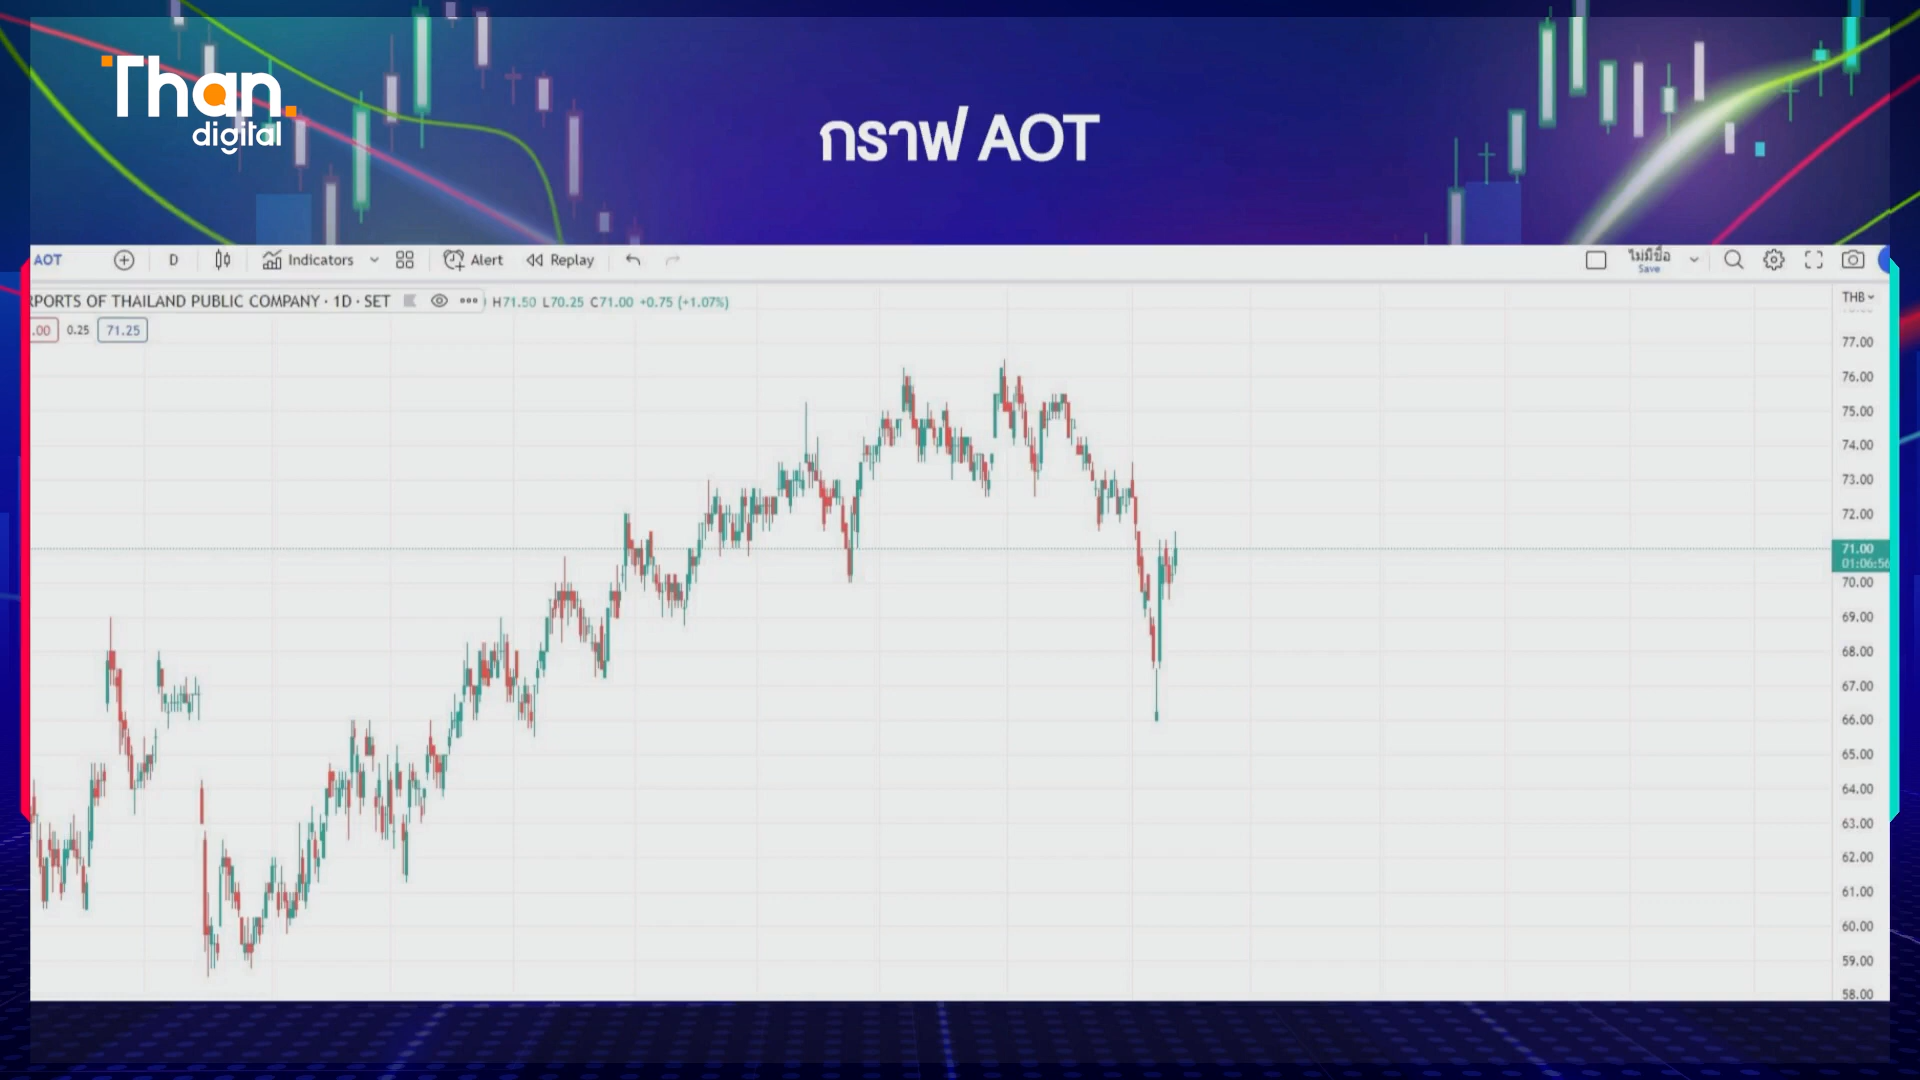 Than
digital
กราฟ AOT
AOT
D
Indicators
Alert
Replay
ไม่มีชื่อ
Save
RPORTS OF THAILAND PUBLIC COMPANY · 1D · SET
H71.50 L70.25 C71.00 +0.75 (+1.07%)
THB
.00
0.25
71.25
77.00
76.00
75.00
74.00
73.00
72.00
71.00
01:06:56
70.00
69.00
68.00
67.00
66.00
65.00
64.00
63.00
62.00
61.00
60.00
59.00
58.00